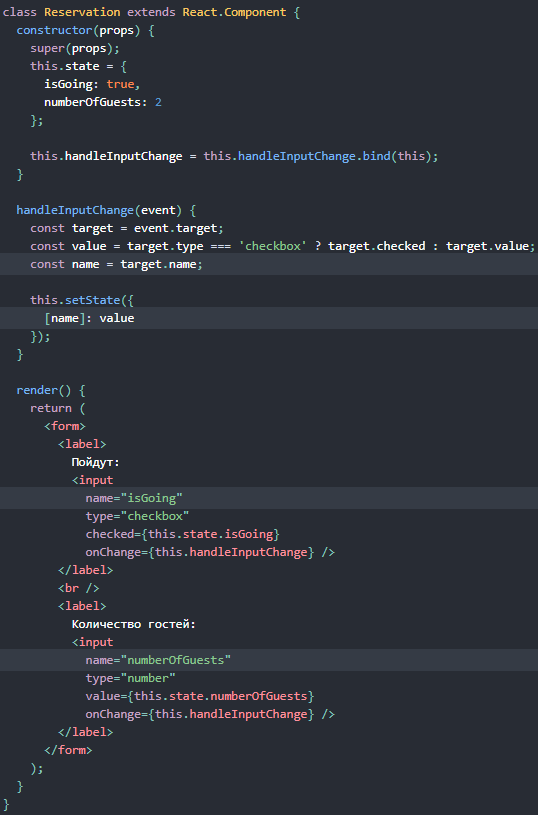 class Reservation extends React.Component {
  constructor(props) {
    super(props);
    this.state = {
      isGoing: true,
      numberOfGuests: 2
    };

    this.handleInputChange = this.handleInputChange.bind(this);
  }

  handleInputChange(event) {
    const target = event.target;
    const value = target.type === 'checkbox' ? target.checked : target.value;
    const name = target.name;

    this.setState({
      [name]: value
    });
  }

  render() {
    return (
      <form>
        <label>
          Пойдут:
          <input
            name="isGoing"
            type="checkbox"
            checked={this.state.isGoing}
            onChange={this.handleInputChange} />
        </label>
        <br />
        <label>
          Количество гостей:
          <input
            name="numberOfGuests"
            type="number"
            value={this.state.numberOfGuests}
            onChange={this.handleInputChange} />
        </label>
      </form>
    );
  }
}